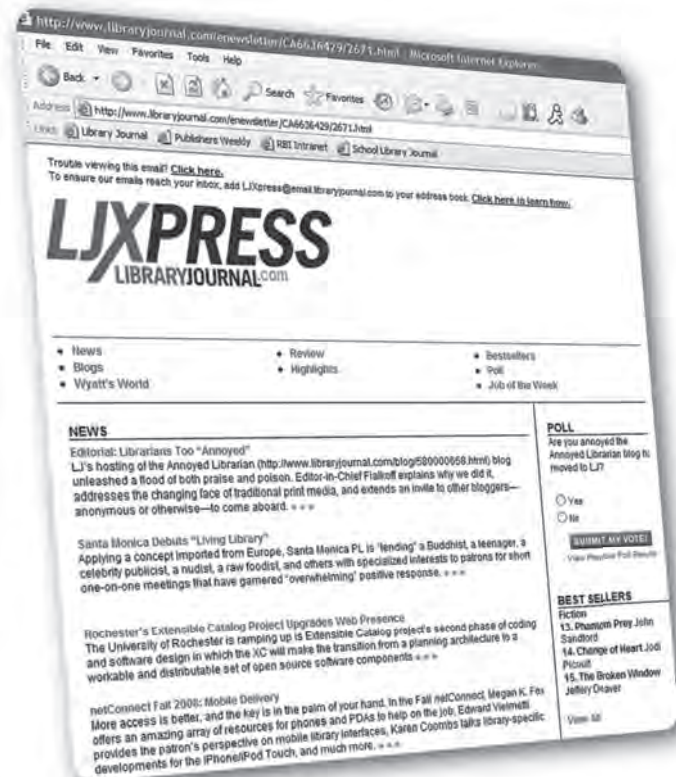 http://www.libraryjournal.com/enewsletter/CA6636429/2671.html - Microsoft Internet Explorer
File Edit View Favorites Tools Help
Back Search Favorites
Address http://www.libraryjournal.com/enewsletter/CA6636429/2671.html
Links Library Journal Publishers Weekly RBI Intranet School Library Journal
Trouble viewing this email? Click here.
To ensure our emails reach your inbox, add LJXpress@email.libraryjournal.com to your address book. Click here to learn how.
LJXPRESS
LIBRARYJOURNAL.com
• News
• Blogs
• Wyatt's World
• Review
• Highlights
• Bestsellers
• Poll
• Job of the Week
NEWS
Editorial: Librarians Too "Annoyed"
LJ's hosting of the Annoyed Librarian (http://www.libraryjournal.com/blog/580000658.html) blog
unleashed a flood of both praise and poison. Editor-in-Chief Fialkoff explains why we did it,
addresses the changing face of traditional print media, and extends an invite to other bloggers—
anonymous or otherwise—to come aboard.
Santa Monica Debuts "Living Library"
Applying a concept imported from Europe, Santa Monica PL is 'lending' a Buddhist, a teenager, a
celebrity publicist, a nudist, a raw foodist, and others with specialized interests to patrons for short
one-on-one meetings that have garnered 'overwhelming' positive response.
Rochester's Extensible Catalog Project Upgrades Web Presence
The University of Rochester is ramping up is Extensible Catalog project's second phase of coding
and software design in which the XC will make the transition from a planning architecture to a
workable and distributable set of open source software components
netConnect Fall 2008: Mobile Delivery
More access is better, and the key is in the palm of your hand. In the Fall netConnect, Megan K. Fox
offers an amazing array of resources for phones and PDAs to help on the job, Edward Vielmetti
provides the patron's perspective on mobile library interfaces, Karen Coombs talks library-specific
developments for the iPhone/iPod Touch, and much more.
POLL
Are you annoyed the
Annoyed Librarian blog
moved to LJ?
Yes
No
SUBMIT MY VOTE!
View Previous Poll Results
BEST SELLERS
Fiction
13. Phantom Prey John
Sandford
14. Change of Heart Jodi
Picoult
15. The Broken Window
Jeffery Deaver
View All